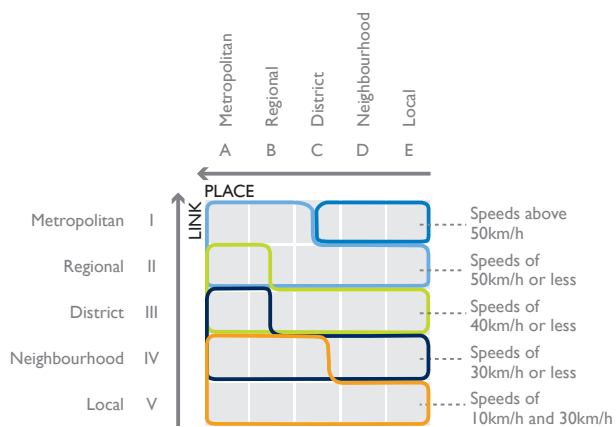 Metropolitan
Regional
District
Neighbourhood
Local
A B C D E
PLACE
LINK
Metropolitan I
Speeds above
50km/h
Regional II
Speeds of
50km/h or less
District III
Speeds of
40km/h or less
Neighbourhood IV
Speeds of
30km/h or less
Local V
Speeds of
10km/h and 30km/h